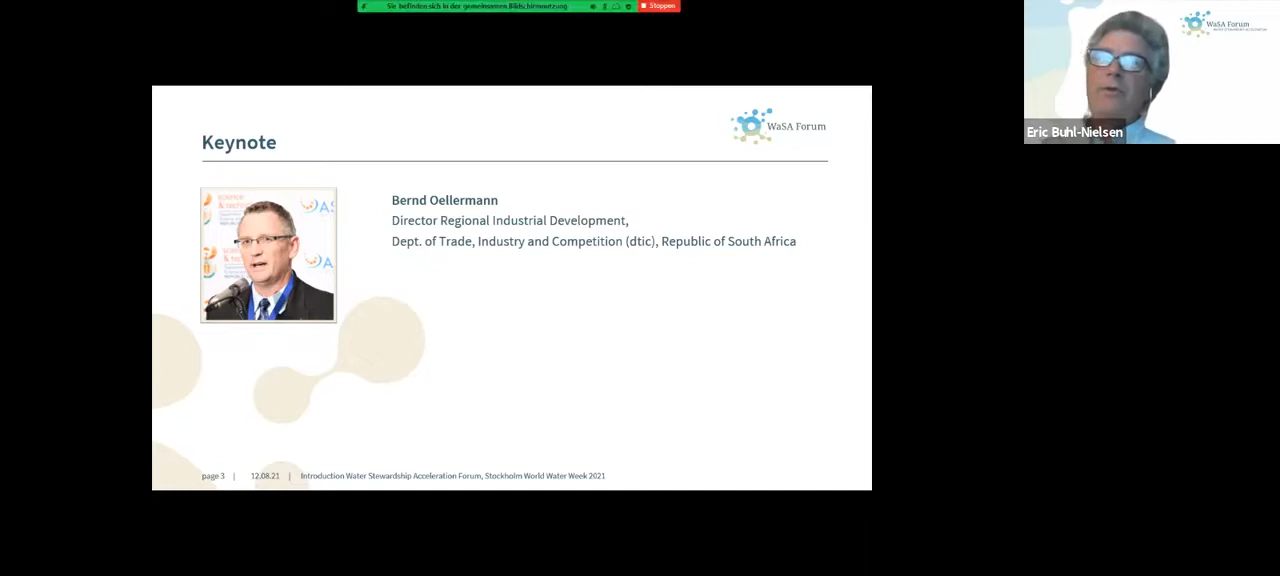 Sie befinden sich in der gemeinsamen Bildschirmnutzung
Stoppen
WaSA Forum
Eric Buhl-Nielsen
Keynote
WaSA Forum
Bernd Oellermann
Director Regional Industrial Development,
Dept. of Trade, Industry and Competition (dtic), Republic of South Africa
page 3 | 12.08.21 | Introduction Water Stewardship Acceleration Forum, Stockholm World Water Week 2021